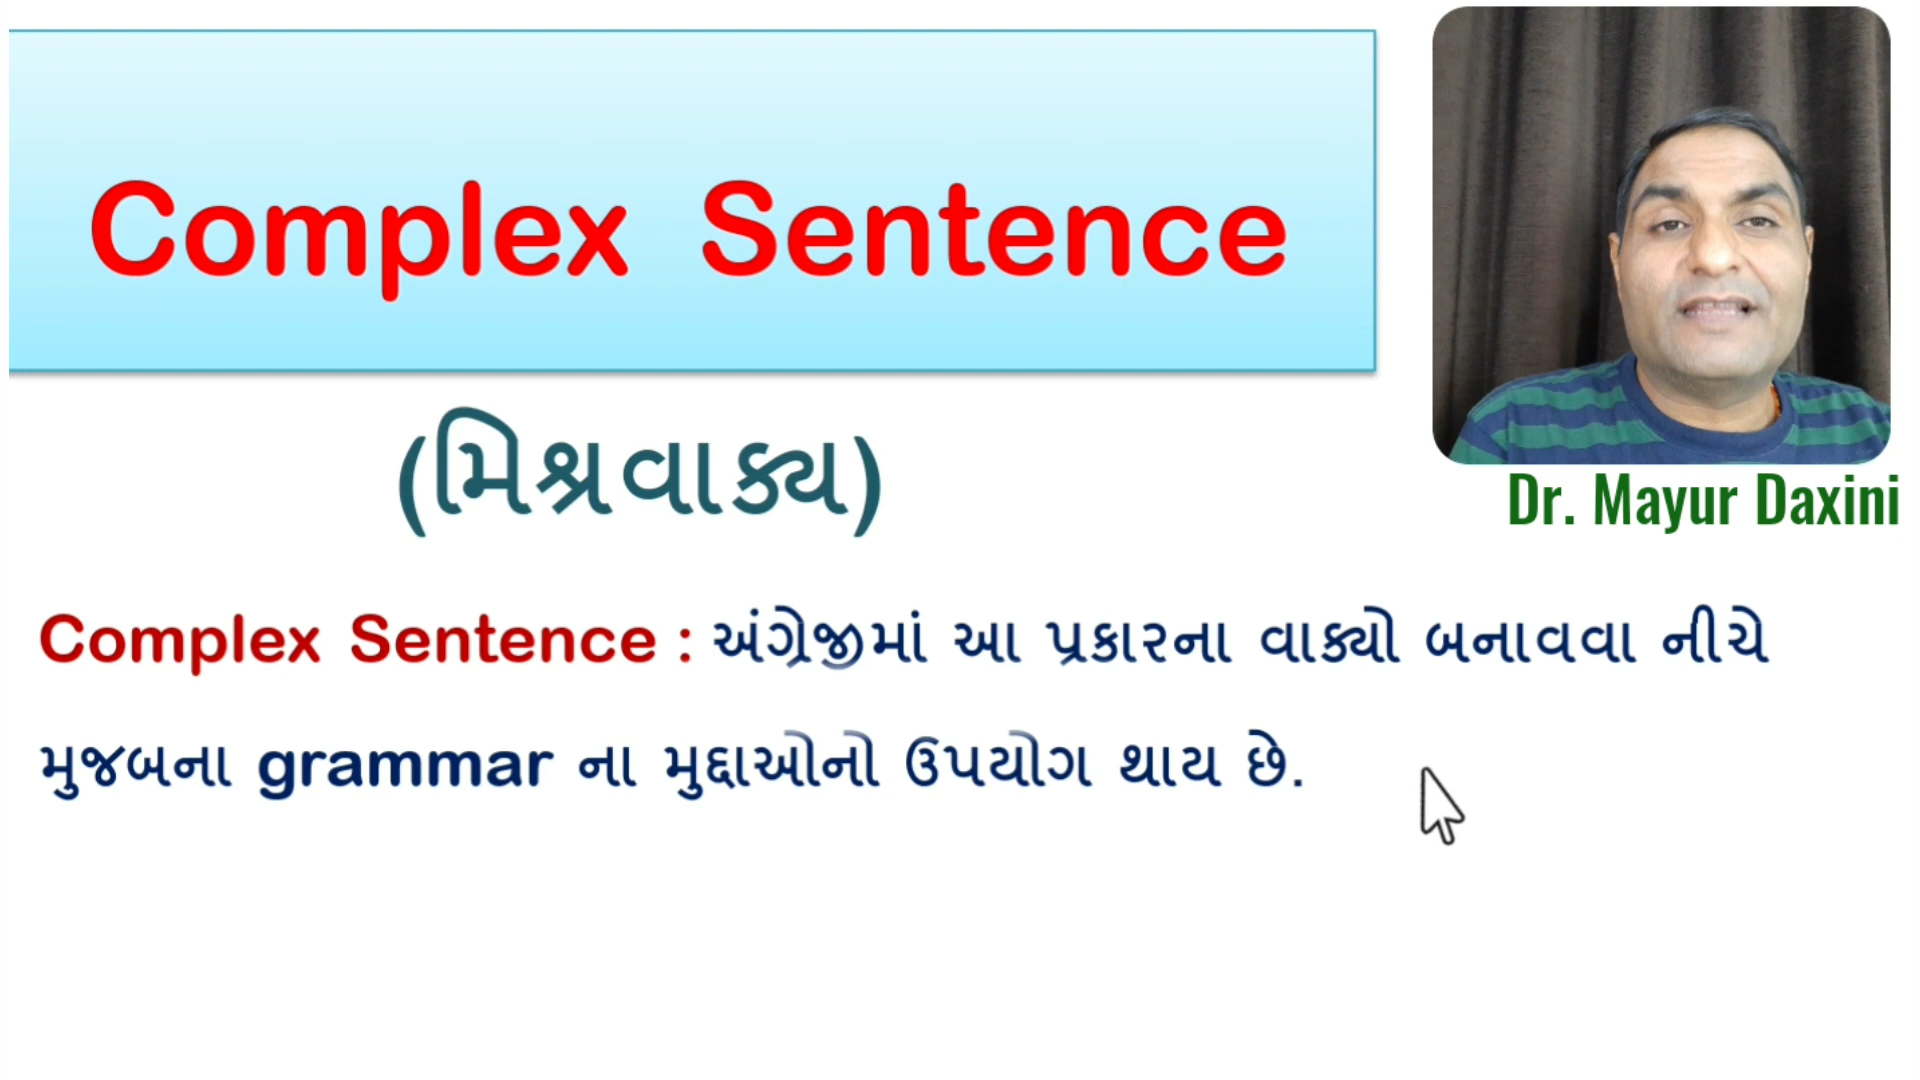 Complex Sentence
(મિશ્રવાક્ય)
Dr. Mayur Daxini
Complex Sentence : અંગ્રેજીમાં આ પ્રકારના વાક્યો બનાવવા નીચે
મુજબના grammar ના મુદ્દાઓનો ઉપયોગ થાય છે.